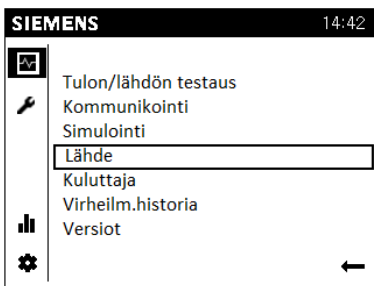 SIEMENS 14:42
Tulon/lähdön testaus
Kommunikointi
Simulointi
Lähde
Kuluttaja
Virheilm.historia
Versiot